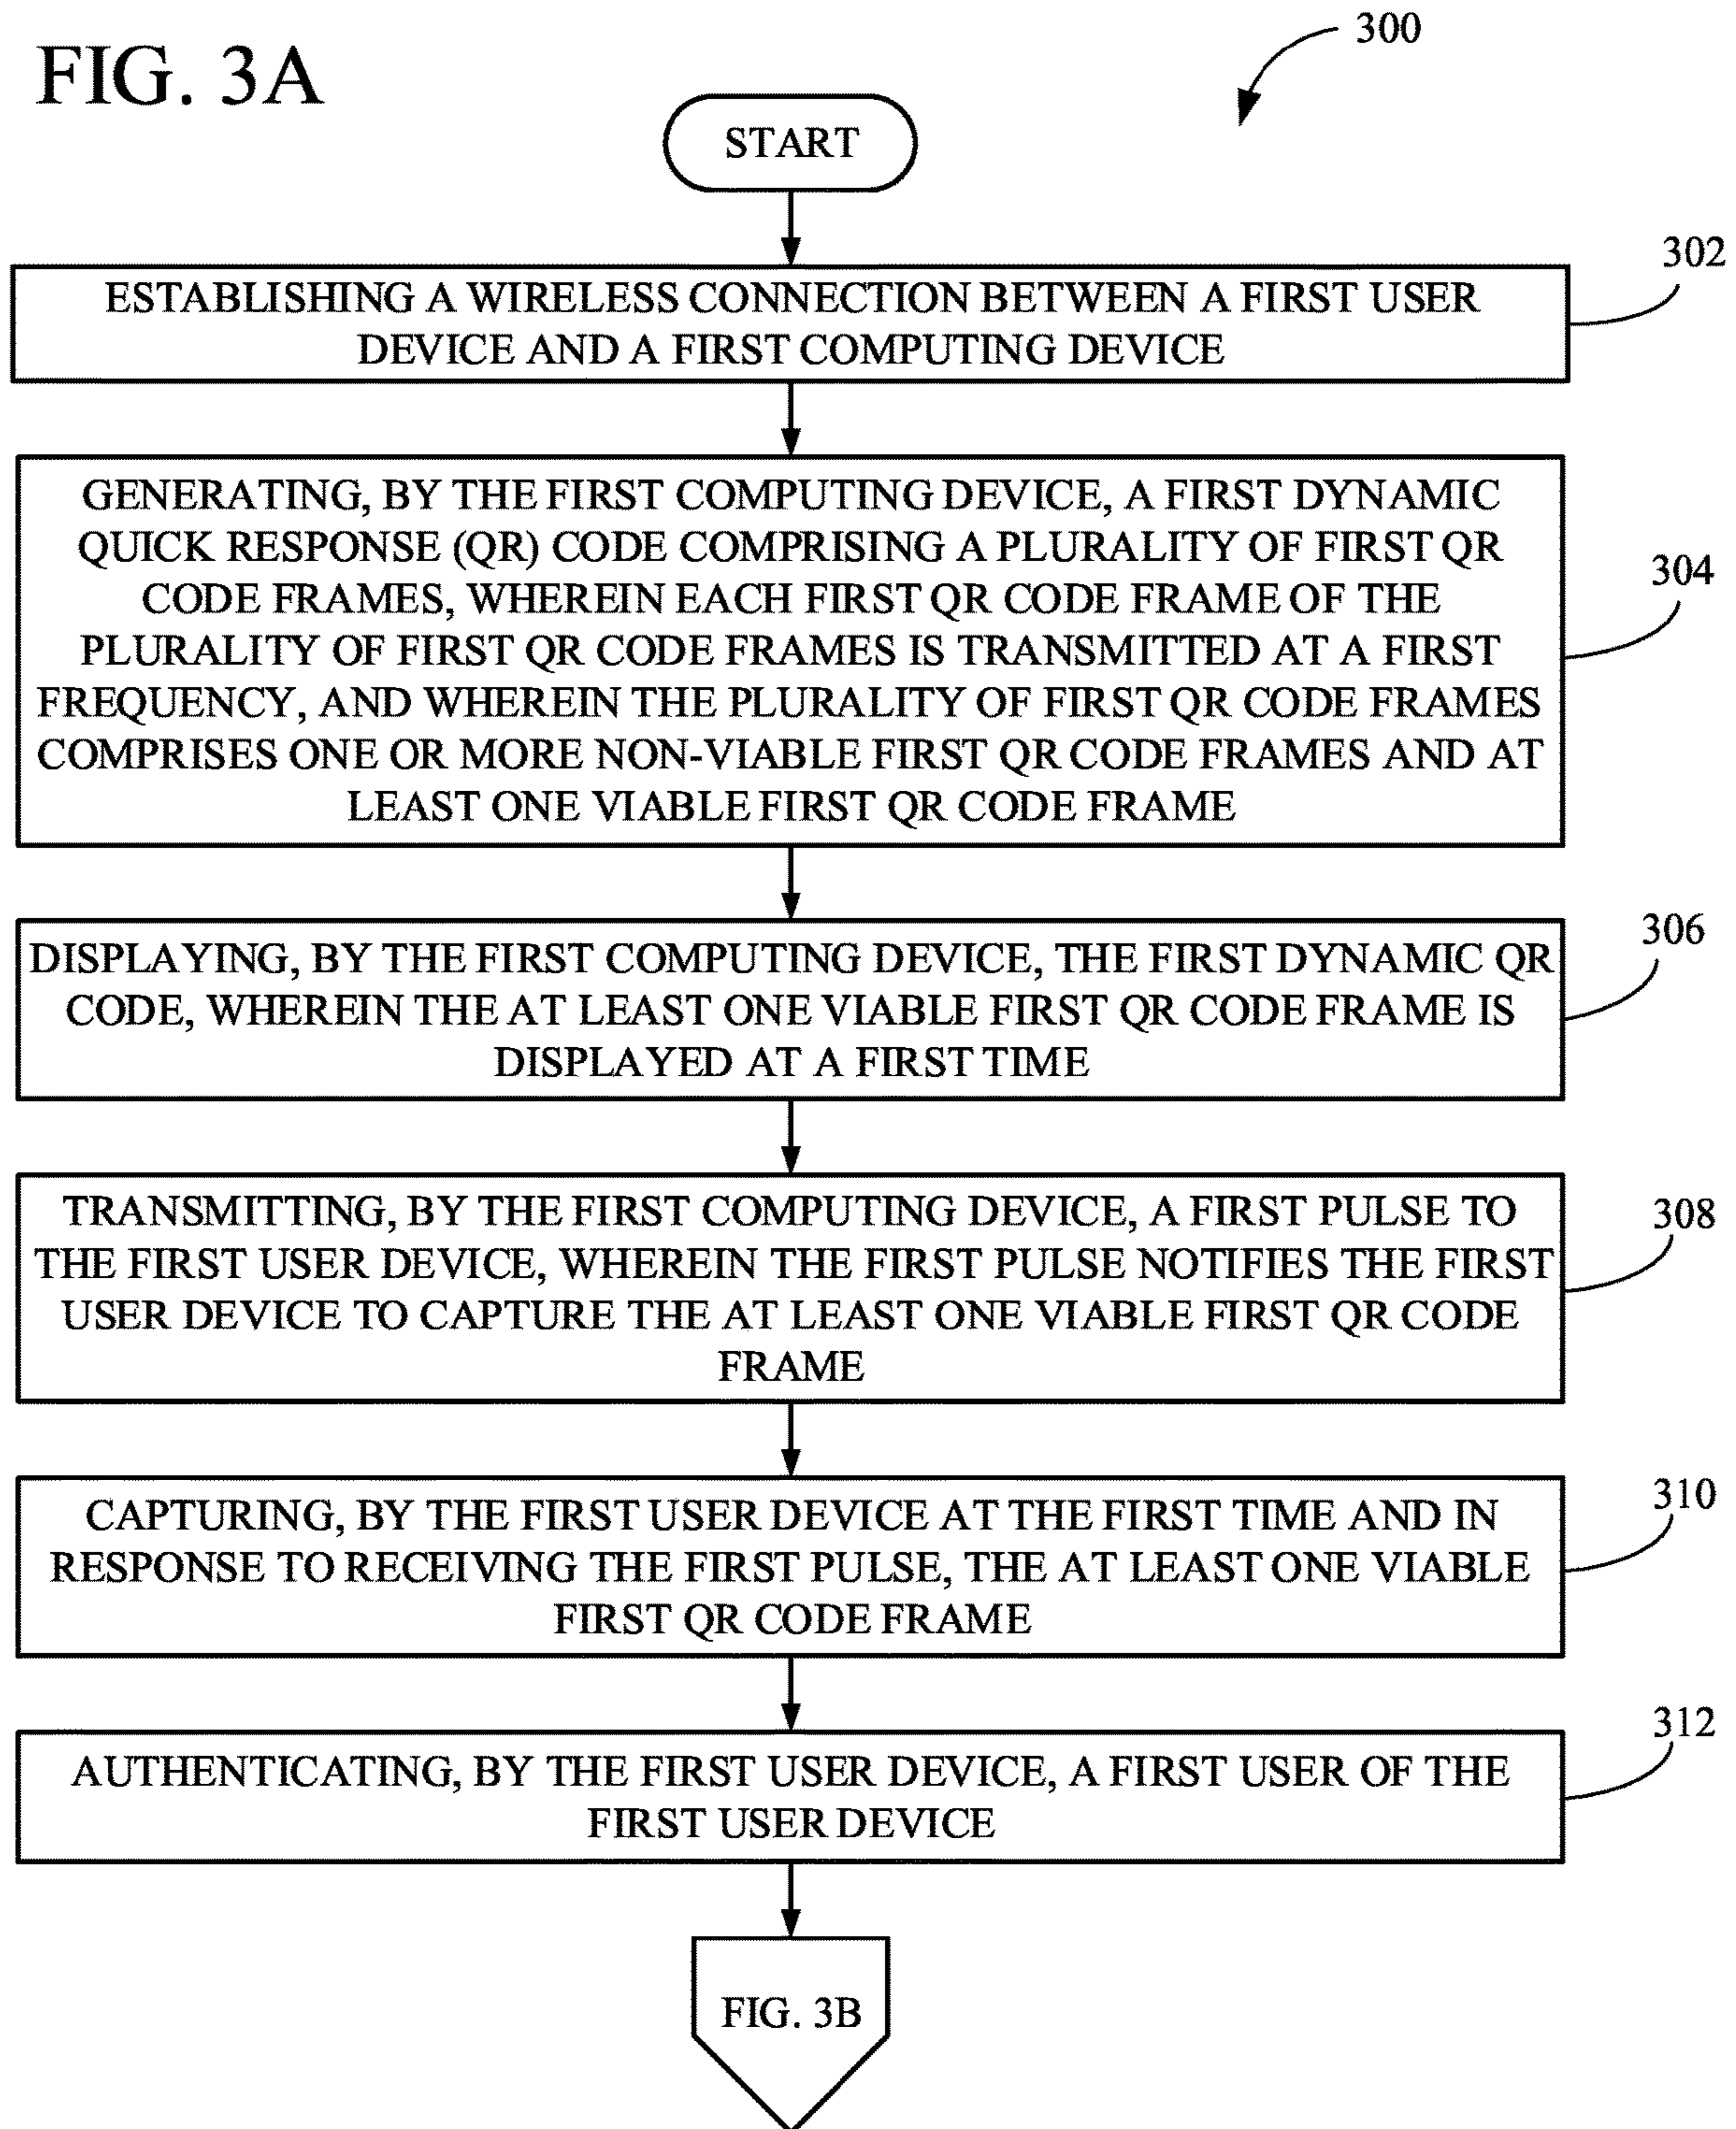 FIG. 3A
300
START
302
ESTABLISHING A WIRELESS CONNECTION BETWEEN A FIRST USER
DEVICE AND A FIRST COMPUTING DEVICE
304
GENERATING, BY THE FIRST COMPUTING DEVICE, A FIRST DYNAMIC
QUICK RESPONSE (QR) CODE COMPRISING A PLURALITY OF FIRST QR
CODE FRAMES, WHEREIN EACH FIRST QR CODE FRAME OF THE
PLURALITY OF FIRST QR CODE FRAMES IS TRANSMITTED AT A FIRST
FREQUENCY, AND WHEREIN THE PLURALITY OF FIRST QR CODE FRAMES
COMPRISES ONE OR MORE NON-VIABLE FIRST QR CODE FRAMES AND AT
LEAST ONE VIABLE FIRST QR CODE FRAME
306
DISPLAYING, BY THE FIRST COMPUTING DEVICE, THE FIRST DYNAMIC QR
CODE, WHEREIN THE AT LEAST ONE VIABLE FIRST QR CODE FRAME IS
DISPLAYED AT A FIRST TIME
308
TRANSMITTING, BY THE FIRST COMPUTING DEVICE, A FIRST PULSE TO
THE FIRST USER DEVICE, WHEREIN THE FIRST PULSE NOTIFIES THE FIRST
USER DEVICE TO CAPTURE THE AT LEAST ONE VIABLE FIRST QR CODE
FRAME
310
CAPTURING, BY THE FIRST USER DEVICE AT THE FIRST TIME AND IN
RESPONSE TO RECEIVING THE FIRST PULSE, THE AT LEAST ONE VIABLE
FIRST QR CODE FRAME
312
AUTHENTICATING, BY THE FIRST USER DEVICE, A FIRST USER OF THE
FIRST USER DEVICE
FIG. 3B